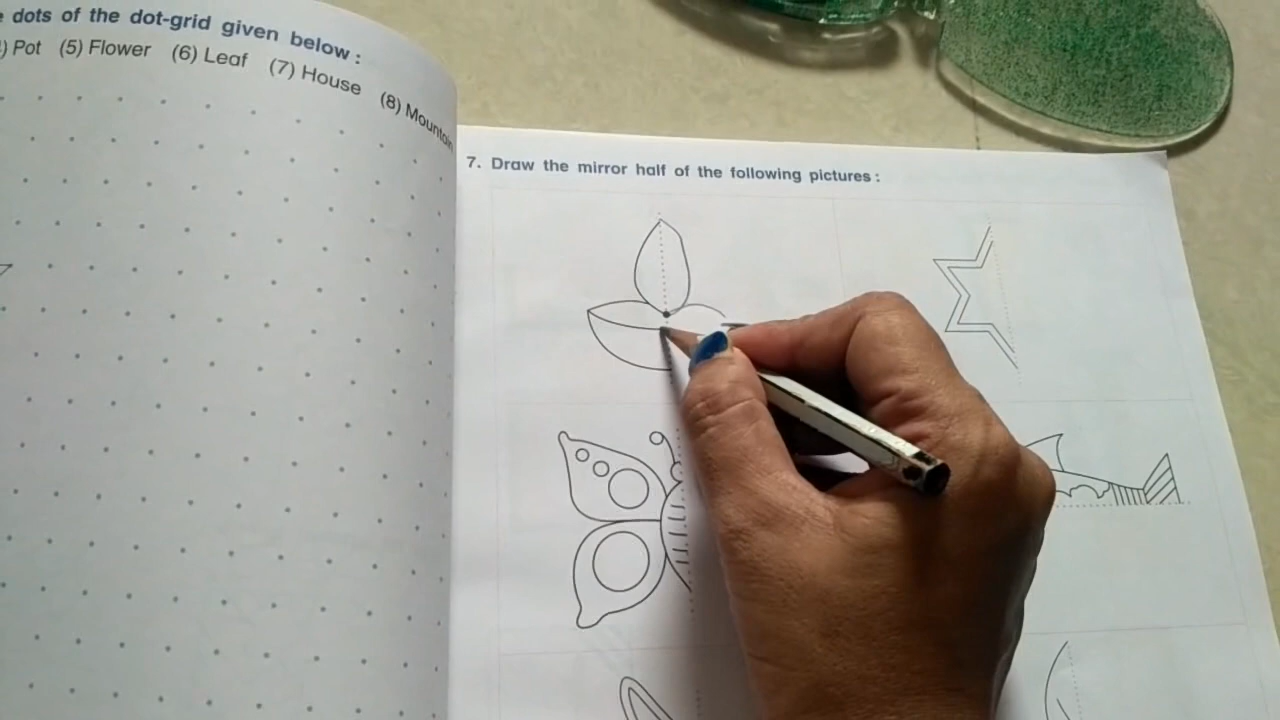 dots of the dot-grid given below :
) Pot (5) Flower (6) Leaf (7) House (8) Mountain
7. Draw the mirror half of the following pictures :